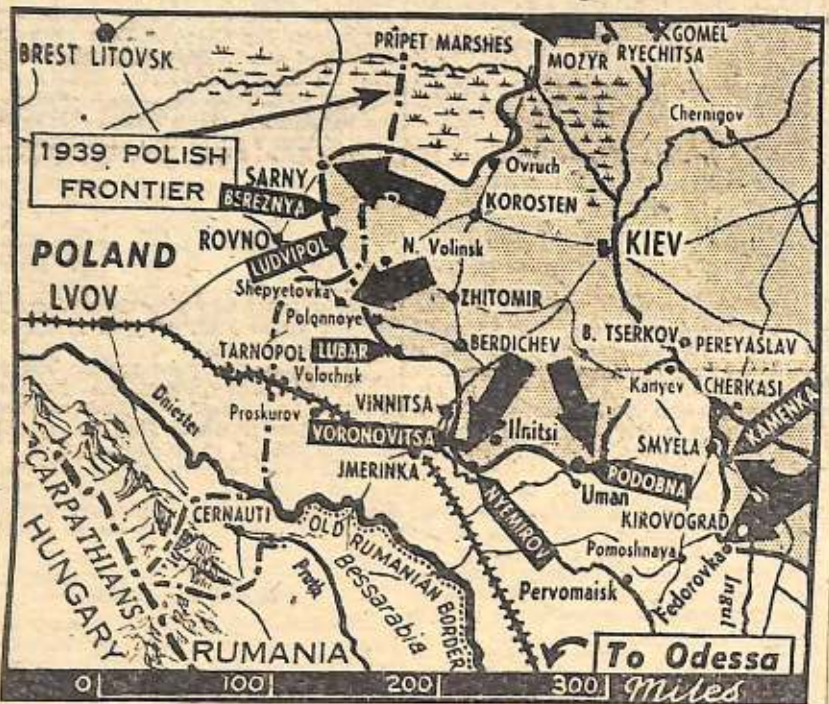 BREST LITOVSK
PRIPET MARSHES
GOMEL
MOZYR
RYECHITSA
Chernigov
1939 POLISH
FRONTIER
SARNY
BEREZNYA
Ovruch
KOROSTEN
ROVNO
LUDVIPOL
N. Volinsk
KIEV
POLAND
LVOV
Shepyetovka
ZHITOMIR
Polonnoye
B. TSERKOV
PEREYASLAV
TARNOPOL
LUBAR
BERDICHEV
Volochisk
Kanyev
CHERKASI
KAMENKA
Dniester
Proskurov
VINNITSA
Ilnitsi
SMYELA
VORONOVITSA
PODOBNA
JMERINKA
Uman
NYEMIROV
KIROVOGRAD
CARPATHIANS
HUNGARY
CERNAUTI
OLD RUMANIAN
BORDER
Bessarabia
Pruth
Pomoshnaya
Fedorovka
Ingul
Pervomaisk
RUMANIA
To Odessa
0 100 200 300 Miles